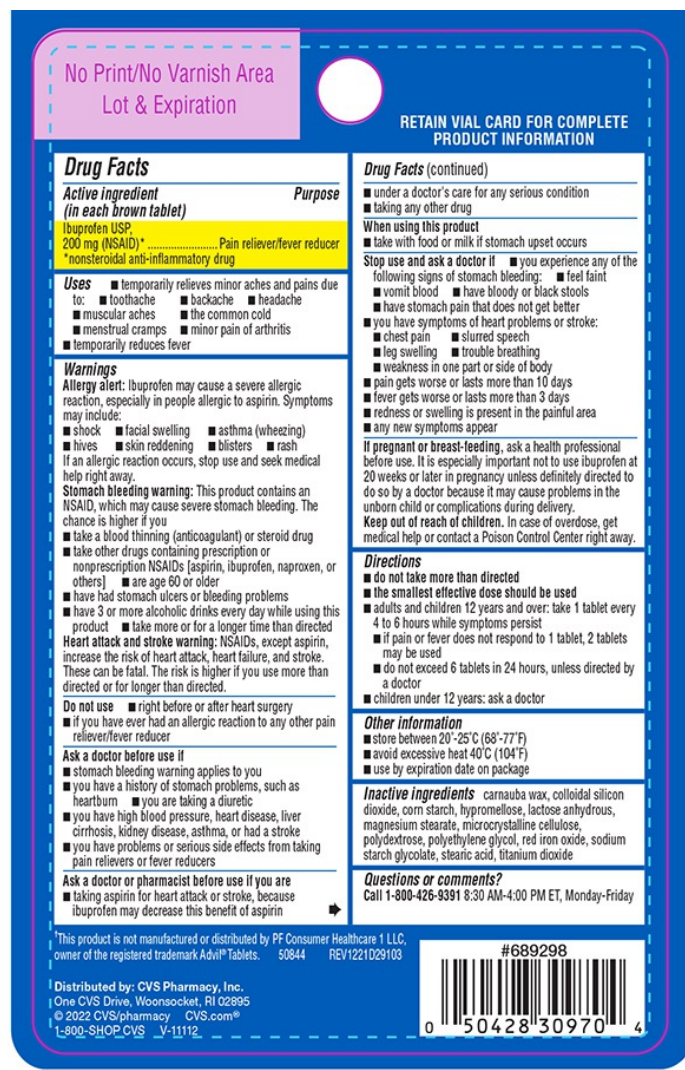 No Print/No Varnish Area
Lot & Expiration
RETAIN VIAL CARD FOR COMPLETE
PRODUCT INFORMATION
Drug Facts
Active ingredient Purpose
(in each brown tablet)
Ibuprofen USP,
200 mg (NSAID)* ........................ Pain reliever/fever reducer
*nonsteroidal anti-inflammatory drug
Uses ■ temporarily relieves minor aches and pains due
to: ■ toothache ■ backache ■ headache
■ muscular aches ■ the common cold
■ menstrual cramps ■ minor pain of arthritis
■ temporarily reduces fever
Warnings
Allergy alert: Ibuprofen may cause a severe allergic
reaction, especially in people allergic to aspirin. Symptoms
may include:
■ shock ■ facial swelling ■ asthma (wheezing)
■ hives ■ skin reddening ■ blisters ■ rash
If an allergic reaction occurs, stop use and seek medical
help right away.
Stomach bleeding warning: This product contains an
NSAID, which may cause severe stomach bleeding. The
chance is higher if you
■ take a blood thinning (anticoagulant) or steroid drug
■ take other drugs containing prescription or
nonprescription NSAIDs [aspirin, ibuprofen, naproxen, or
others] ■ are age 60 or older
■ have had stomach ulcers or bleeding problems
■ have 3 or more alcoholic drinks every day while using this
product ■ take more or for a longer time than directed
Heart attack and stroke warning: NSAIDs, except aspirin,
increase the risk of heart attack, heart failure, and stroke.
These can be fatal. The risk is higher if you use more than
directed or for longer than directed.
Do not use ■ right before or after heart surgery
■ if you have ever had an allergic reaction to any other pain
reliever/fever reducer
Ask a doctor before use if
■ stomach bleeding warning applies to you
■ you have a history of stomach problems, such as
heartburn ■ you are taking a diuretic
■ you have high blood pressure, heart disease, liver
cirrhosis, kidney disease, asthma, or had a stroke
■ you have problems or serious side effects from taking
pain relievers or fever reducers
Ask a doctor or pharmacist before use if you are
■ taking aspirin for heart attack or stroke, because
ibuprofen may decrease this benefit of aspirin
Drug Facts (continued)
■ under a doctor's care for any serious condition
■ taking any other drug
When using this product
■ take with food or milk if stomach upset occurs
Stop use and ask a doctor if ■ you experience any of the
following signs of stomach bleeding: ■ feel faint
■ vomit blood ■ have bloody or black stools
■ have stomach pain that does not get better
■ you have symptoms of heart problems or stroke:
■ chest pain ■ slurred speech
■ leg swelling ■ trouble breathing
■ weakness in one part or side of body
■ pain gets worse or lasts more than 10 days
■ fever gets worse or lasts more than 3 days
■ redness or swelling is present in the painful area
■ any new symptoms appear
If pregnant or breast-feeding, ask a health professional
before use. It is especially important not to use ibuprofen at
20 weeks or later in pregnancy unless definitely directed to
do so by a doctor because it may cause problems in the
unborn child or complications during delivery.
Keep out of reach of children. In case of overdose, get
medical help or contact a Poison Control Center right away.
Directions
■ do not take more than directed
■ the smallest effective dose should be used
■ adults and children 12 years and over: take 1 tablet every
4 to 6 hours while symptoms persist
■ if pain or fever does not respond to 1 tablet, 2 tablets
may be used
■ do not exceed 6 tablets in 24 hours, unless directed by
a doctor
■ children under 12 years: ask a doctor
Other information
■ store between 20˚-25˚C (68˚-77˚F)
■ avoid excessive heat 40˚C (104˚F)
■ use by expiration date on package
Inactive ingredients carnauba wax, colloidal silicon
dioxide, corn starch, hypromellose, lactose anhydrous,
magnesium stearate, microcrystalline cellulose,
polydextrose, polyethylene glycol, red iron oxide, sodium
starch glycolate, stearic acid, titanium dioxide
Questions or comments?
Call 1-800-426-9391 8:30 AM-4:00 PM ET, Monday-Friday
†This product is not manufactured or distributed by PF Consumer Healthcare 1 LLC,
owner of the registered trademark Advil® Tablets. 50844 REV1221D29103
Distributed by: CVS Pharmacy, Inc.
One CVS Drive, Woonsocket, RI 02895
© 2022 CVS/pharmacy CVS.com®
1-800-SHOP CVS V-11112
#689298
0 50428 30970 4